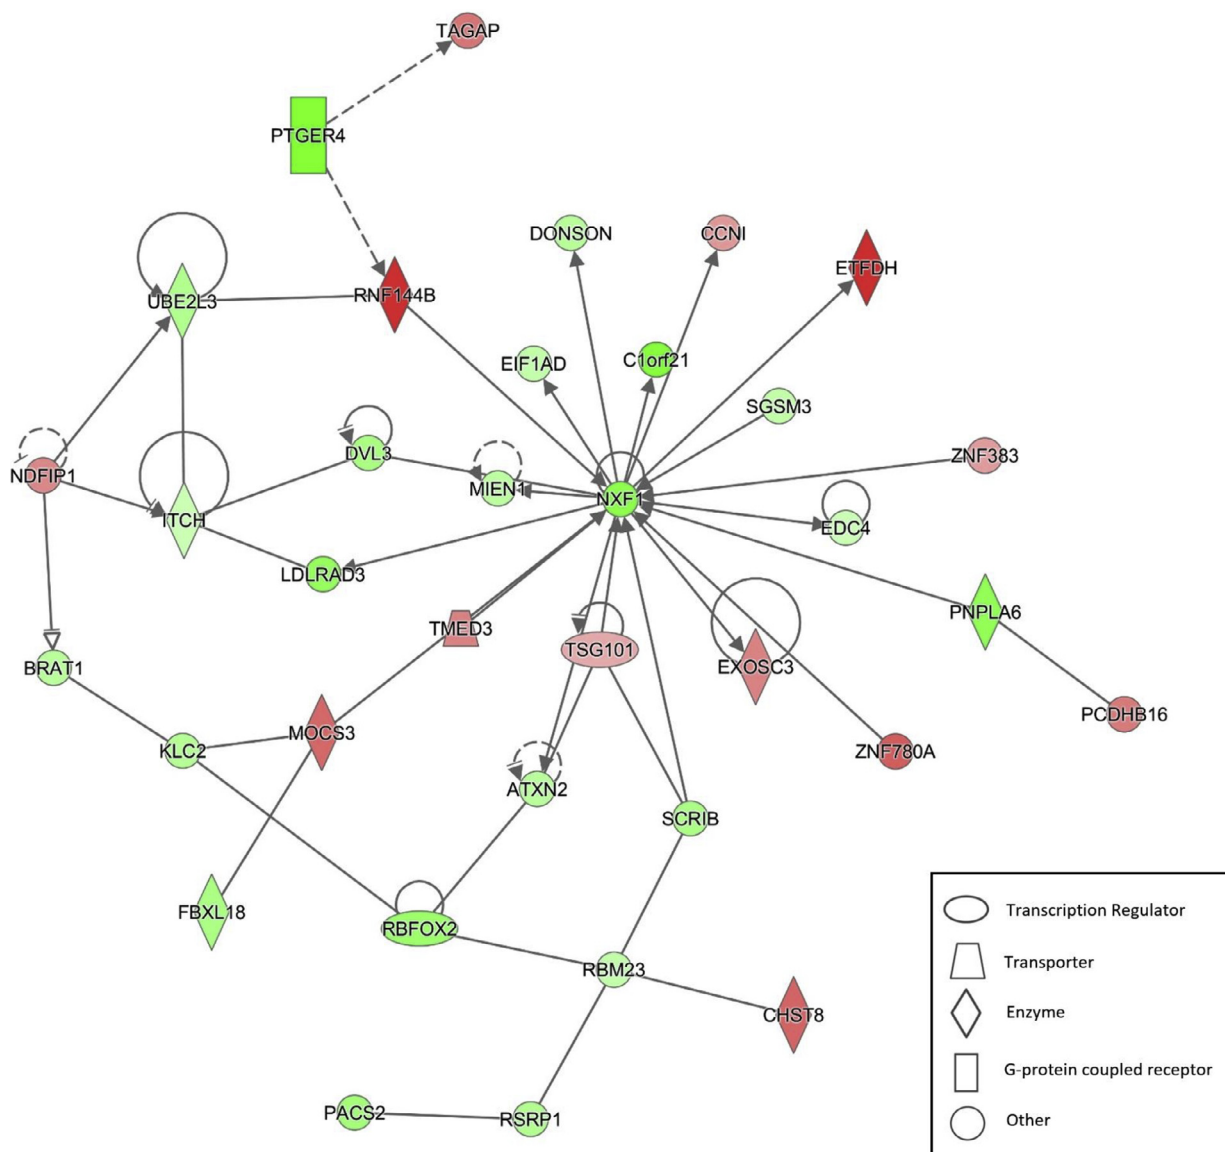 TAGAP
PTGER4
DONSON
CCNI
ETFDH
UBE2L3
RNF144B
EIF1AD
C1orf21
SGSM3
DVL3
ZNF383
NDFIP1
MIEN1
NXF1
ITCH
EDC4
LDLRAD3
PNPLA6
TMED3
TSG101
BRAT1
EXOSC3
PCDHB16
MOCS3
KLC2
ZNF780A
ATXN2
SCRIB
FBXL18
RBFOX2
RBM23
CHST8
PACS2
RSRP1
Transcription Regulator
Transporter
Enzyme
G-protein coupled receptor
Other